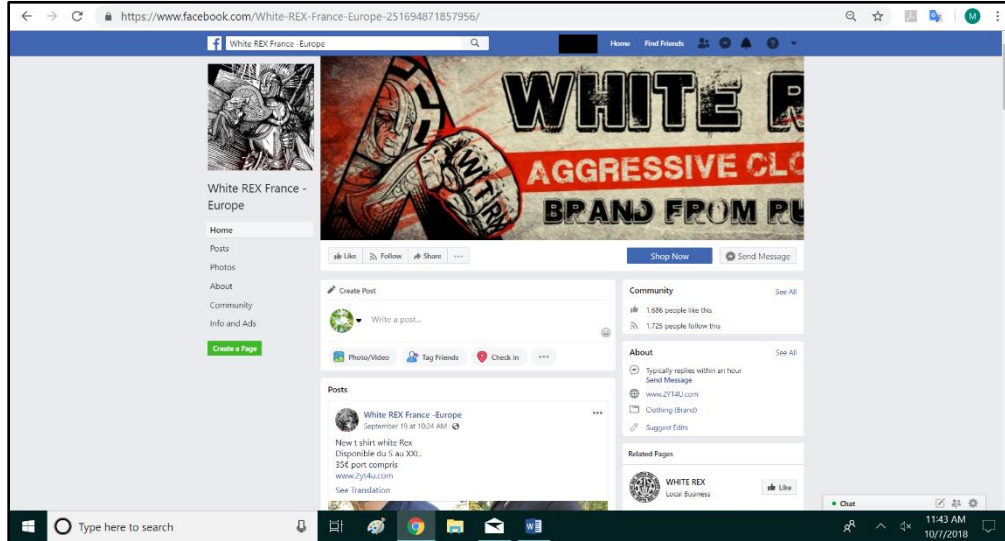 https://www.facebook.com/White-REX-France-Europe-251694871857956/
M
White REX France -Europe
Home Find Friends
WHITE R
AGGRESSIVE CLO
BRAND FROM RU
White REX France -
Europe
Home
Posts
Photos
About
Community
Info and Ads
Create a Page
Like Follow Share
Shop Now Send Message
Create Post
Write a post...
Photo/Video Tag Friends Check in
Posts
White REX France -Europe
September 19 at 10:24 AM
New t shirt white Rex
Disponible du S au XXL.
35€ port compris
www.2yt4u.com
See Translation
Community See All
1.686 people like this
1.725 people follow this
About See All
Typically replies within an hour
Send Message
www.2YT4U.com
Clothing (Brand)
Suggest Edits
Related Pages
WHITE REX
Local Business
Like
Chat
Type here to search
11:43 AM
10/7/2018